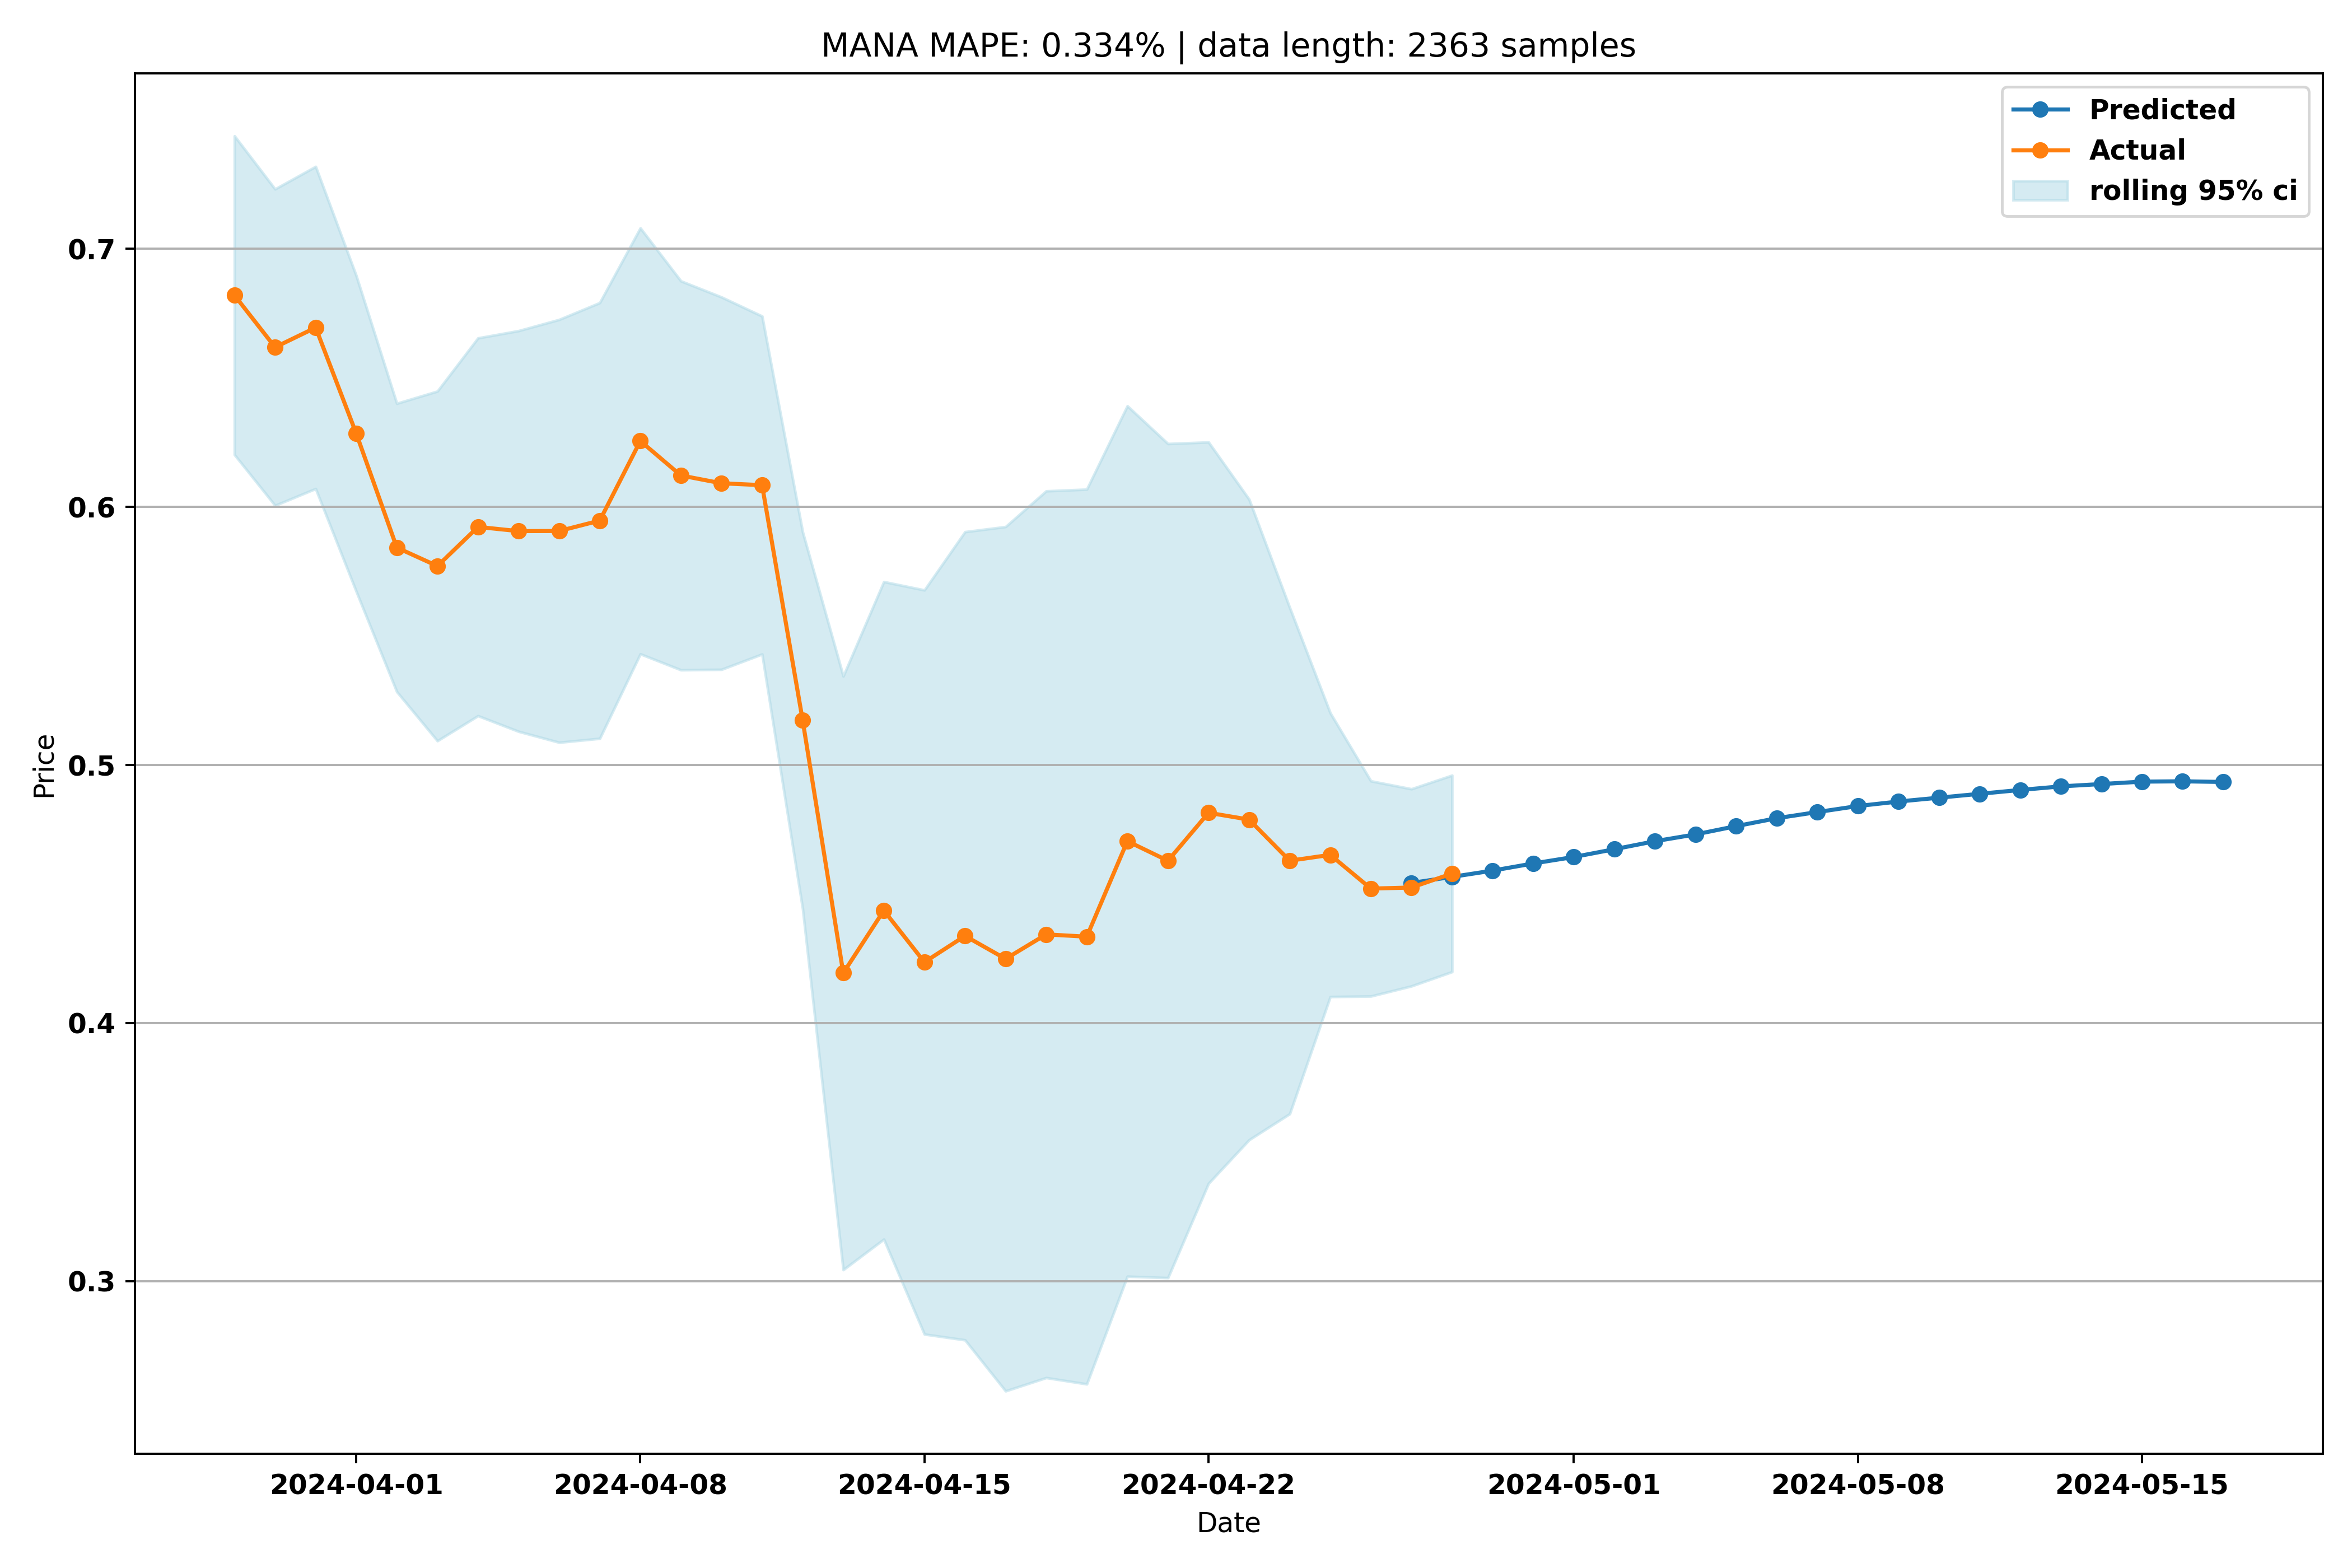 MANA MAPE: 0.334% | data length: 2363 samples
Predicted
Actual
rolling 95% ci
0.7
0.6
0.5
0.4
0.3
Price
2024-04-01
2024-04-08
2024-04-15
2024-04-22
2024-05-01
2024-05-08
2024-05-15
Date